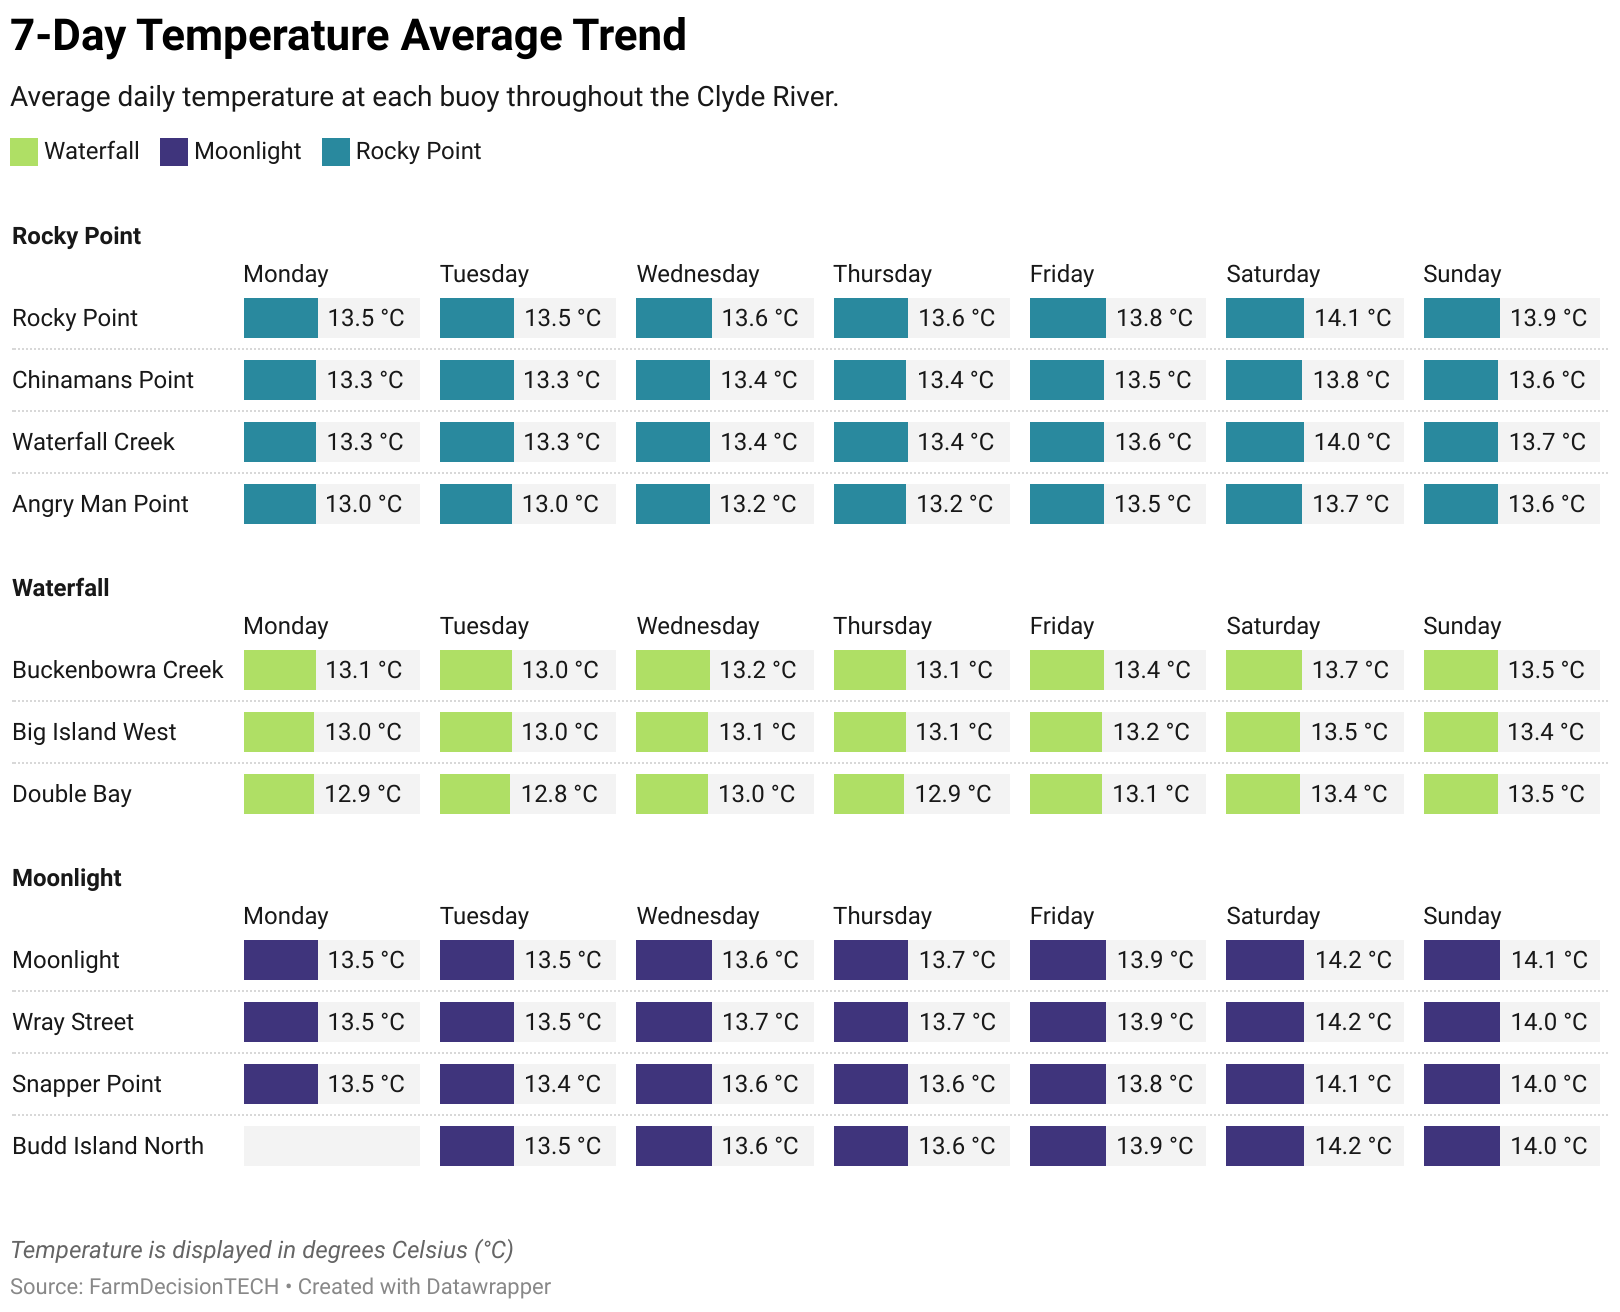 7-Day Temperature Average Trend
Average daily temperature at each buoy throughout the Clyde River.
Waterfall Moonlight Rocky Point
Rocky Point
Monday Tuesday Wednesday Thursday Friday Saturday Sunday
Rocky Point 13.5 °C 13.5 °C 13.6 °C 13.6 °C 13.8 °C 14.1 °C 13.9 °C
Chinamans Point 13.3 °C 13.3 °C 13.4 °C 13.4 °C 13.5 °C 13.8 °C 13.6 °C
Waterfall Creek 13.3 °C 13.3 °C 13.4 °C 13.4 °C 13.6 °C 14.0 °C 13.7 °C
Angry Man Point 13.0 °C 13.0 °C 13.2 °C 13.2 °C 13.5 °C 13.7 °C 13.6 °C
Waterfall
Monday Tuesday Wednesday Thursday Friday Saturday Sunday
Buckenbowra Creek 13.1 °C 13.0 °C 13.2 °C 13.1 °C 13.4 °C 13.7 °C 13.5 °C
Big Island West 13.0 °C 13.0 °C 13.1 °C 13.1 °C 13.2 °C 13.5 °C 13.4 °C
Double Bay 12.9 °C 12.8 °C 13.0 °C 12.9 °C 13.1 °C 13.4 °C 13.5 °C
Moonlight
Monday Tuesday Wednesday Thursday Friday Saturday Sunday
Moonlight 13.5 °C 13.5 °C 13.6 °C 13.7 °C 13.9 °C 14.2 °C 14.1 °C
Wray Street 13.5 °C 13.5 °C 13.7 °C 13.7 °C 13.9 °C 14.2 °C 14.0 °C
Snapper Point 13.5 °C 13.4 °C 13.6 °C 13.6 °C 13.8 °C 14.1 °C 14.0 °C
Budd Island North 13.5 °C 13.6 °C 13.6 °C 13.9 °C 14.2 °C 14.0 °C
Temperature is displayed in degrees Celsius (°C)
Source: FarmDecisionTECH • Created with Datawrapper